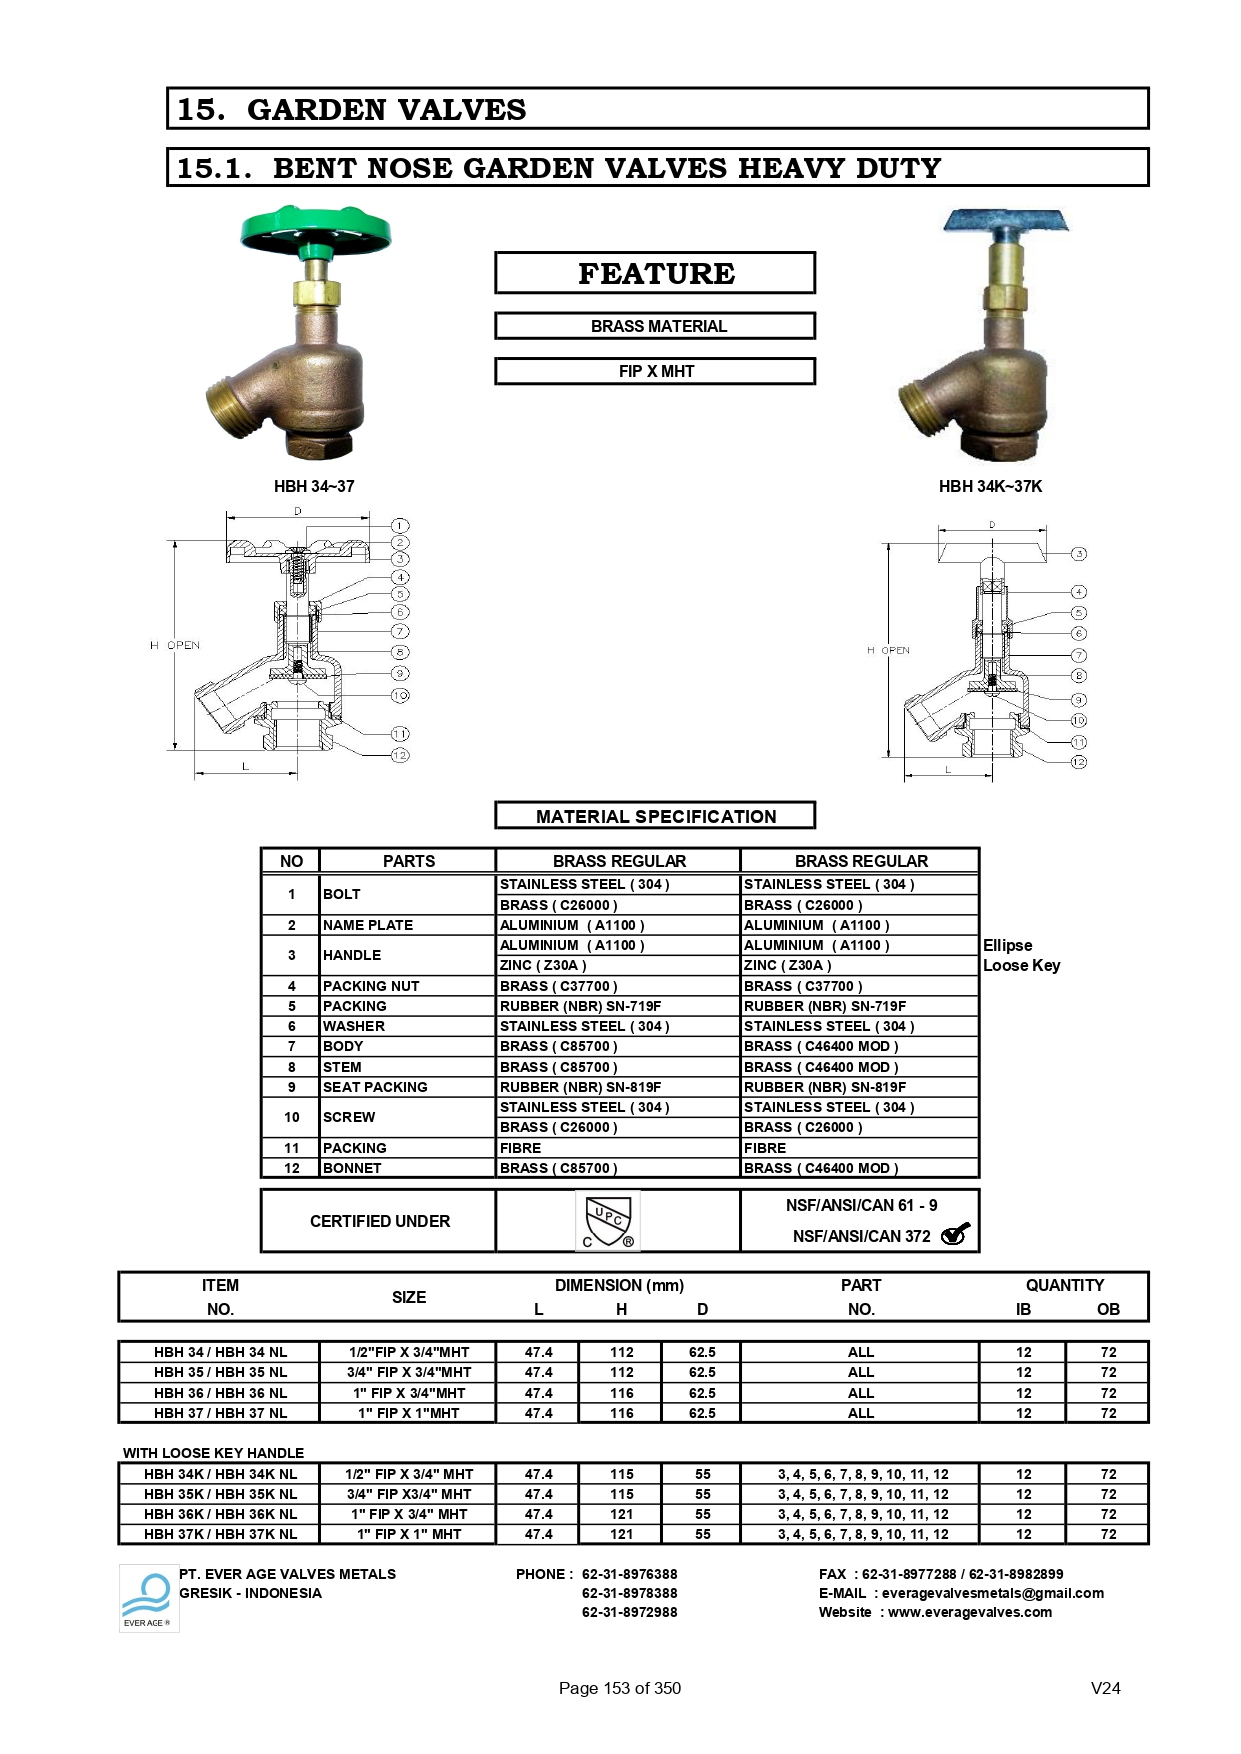 15.  GARDEN VALVES
15.1.  BENT NOSE GARDEN VALVES HEAVY DUTY
FEATURE
BRASS MATERIAL
FIP X MHT
1/2
HBH 34~37
HBH 34K~37K
D
1
2
3
4
5
6
7
8
9
10
11
12
H OPEN
L
D
3
4
5
6
7
8
9
10
11
12
H OPEN
L
MATERIAL SPECIFICATION
NO PARTS BRASS REGULAR BRASS REGULAR
1 BOLT STAINLESS STEEL ( 304 ) STAINLESS STEEL ( 304 )
BRASS ( C26000 ) BRASS ( C26000 )
2 NAME PLATE ALUMINIUM  ( A1100 ) ALUMINIUM  ( A1100 )
3 HANDLE ALUMINIUM  ( A1100 ) ALUMINIUM  ( A1100 ) Ellipse
ZINC ( Z30A ) ZINC ( Z30A ) Loose Key
4 PACKING NUT BRASS ( C37700 ) BRASS ( C37700 )
5 PACKING RUBBER (NBR) SN-719F RUBBER (NBR) SN-719F
6 WASHER STAINLESS STEEL ( 304 ) STAINLESS STEEL ( 304 )
7 BODY BRASS ( C85700 ) BRASS ( C46400 MOD )
8 STEM BRASS ( C85700 ) BRASS ( C46400 MOD )
9 SEAT PACKING RUBBER (NBR) SN-819F RUBBER (NBR) SN-819F
10 SCREW STAINLESS STEEL ( 304 ) STAINLESS STEEL ( 304 )
BRASS ( C26000 ) BRASS ( C26000 )
11 PACKING FIBRE FIBRE
12 BONNET BRASS ( C85700 ) BRASS ( C46400 MOD )
CERTIFIED UNDER UPC C ® NSF/ANSI/CAN 61 - 9
NSF/ANSI/CAN 372
ITEM NO. SIZE DIMENSION (mm) PART NO. QUANTITY
L H D IB OB
HBH 34 / HBH 34 NL 1/2"FIP X 3/4"MHT 47.4 112 62.5 ALL 12 72
HBH 35 / HBH 35 NL 3/4" FIP X 3/4"MHT 47.4 112 62.5 ALL 12 72
HBH 36 / HBH 36 NL 1" FIP X 3/4"MHT 47.4 116 62.5 ALL 12 72
HBH 37 / HBH 37 NL 1" FIP X 1"MHT 47.4 116 62.5 ALL 12 72
WITH LOOSE KEY HANDLE
HBH 34K / HBH 34K NL 1/2" FIP X 3/4" MHT 47.4 115 55 3, 4, 5, 6, 7, 8, 9, 10, 11, 12 12 72
HBH 35K / HBH 35K NL 3/4" FIP X3/4" MHT 47.4 115 55 3, 4, 5, 6, 7, 8, 9, 10, 11, 12 12 72
HBH 36K / HBH 36K NL 1" FIP X 3/4" MHT 47.4 121 55 3, 4, 5, 6, 7, 8, 9, 10, 11, 12 12 72
HBH 37K / HBH 37K NL 1" FIP X 1" MHT 47.4 121 55 3, 4, 5, 6, 7, 8, 9, 10, 11, 12 12 72
EVER AGE ®
PT. EVER AGE VALVES METALS PHONE : 62-31-8976388 FAX  : 62-31-8977288 / 62-31-8982899
GRESIK - INDONESIA 62-31-8978388 E-MAIL  : everagevalvesmetals@gmail.com
62-31-8972988 Website  : www.everagevalves.com
Page 153 of 350 V24